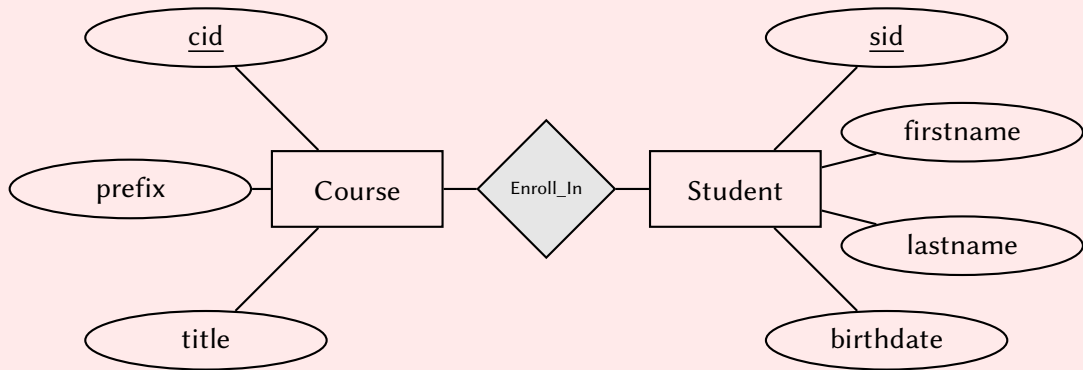 cid
sid
firstname
prefix
Course
Enroll_In
Student
lastname
title
birthdate